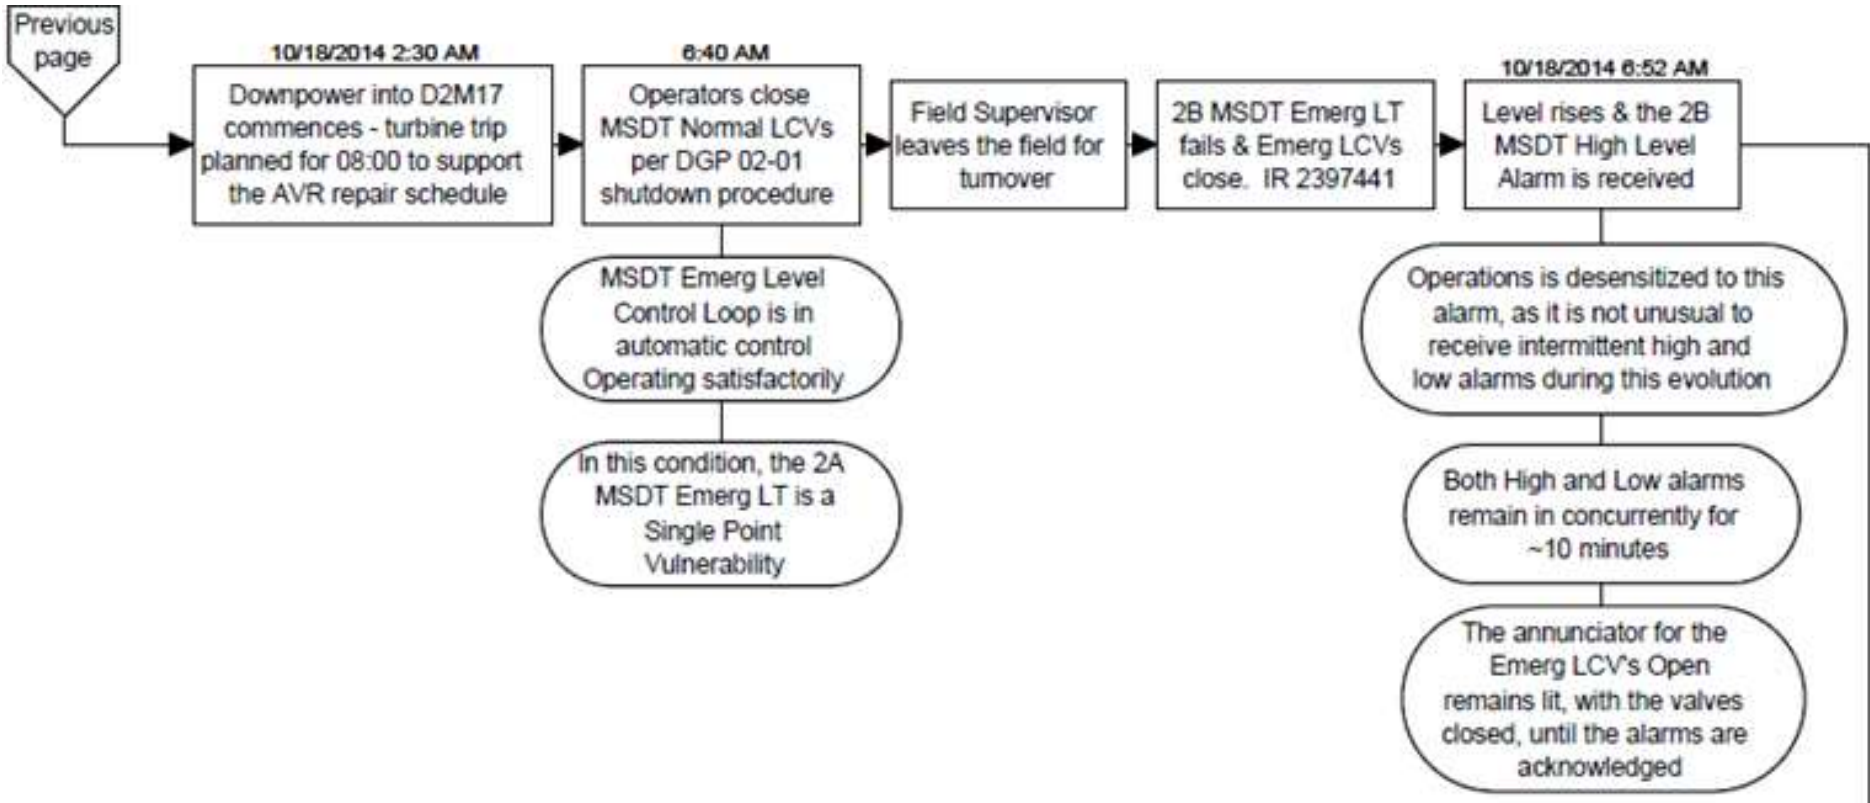 Previous
page
10/18/2014 2:30 AM
Downpower into D2M17
commences - turbine trip
planned for 08:00 to support
the AVR repair schedule
6:40 AM
Operators close
MSDT Normal LCVs
per DGP 02-01
shutdown procedure
MSDT Emerg Level
Control Loop is in
automatic control
Operating satisfactorily
In this condition, the 2A
MSDT Emerg LT is a
Single Point
Vulnerability
Field Supervisor
leaves the field for
turnover
2B MSDT Emerg LT
fails & Emerg LCVs
close. IR 2397441
10/18/2014 6:52 AM
Level rises & the 2B
MSDT High Level
Alarm is received
Operations is desensitized to this
alarm, as it is not unusual to
receive intermittent high and
low alarms during this evolution
Both High and Low alarms
remain in concurrently for
~10 minutes
The annunciator for the
Emerg LCV's Open
remains lit, with the valves
closed, until the alarms are
acknowledged